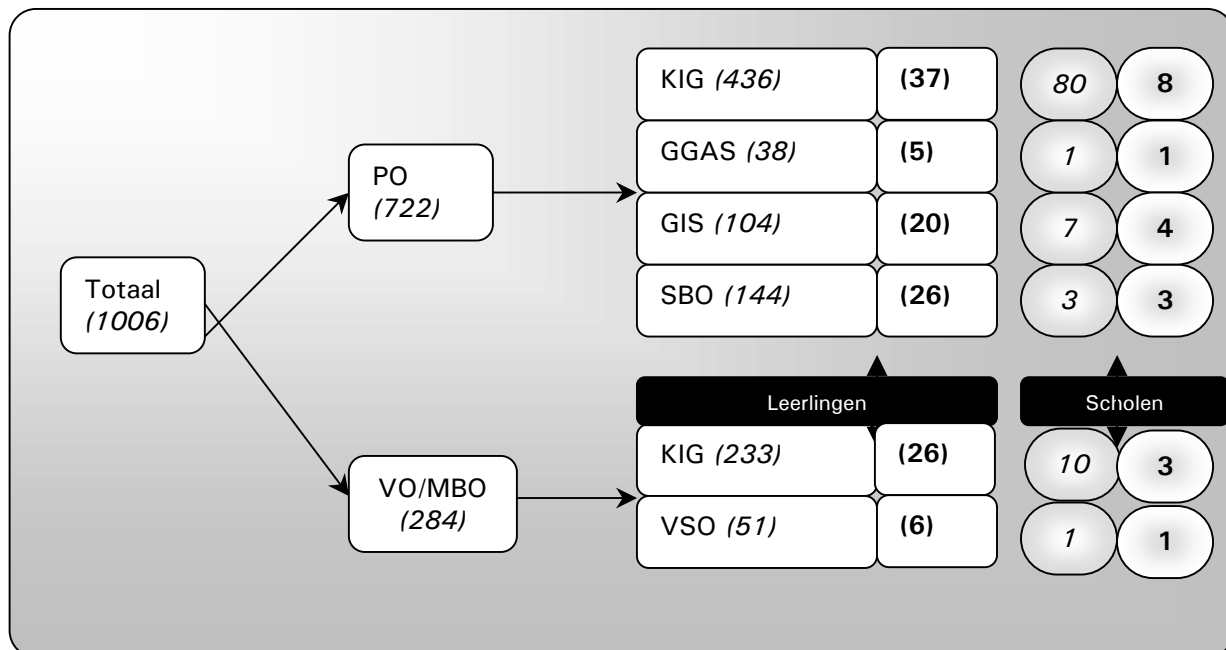 KIG (436) (37) 80 8
GGAS (38) (5) 1 1
PO
(722)
GIS (104) (20) 7 4
SBO (144) (26) 3 3
Totaal
(1006)
Leerlingen Scholen
KIG (233) (26) 10 3
VO/MBO
(284)
VSO (51) (6) 1 1